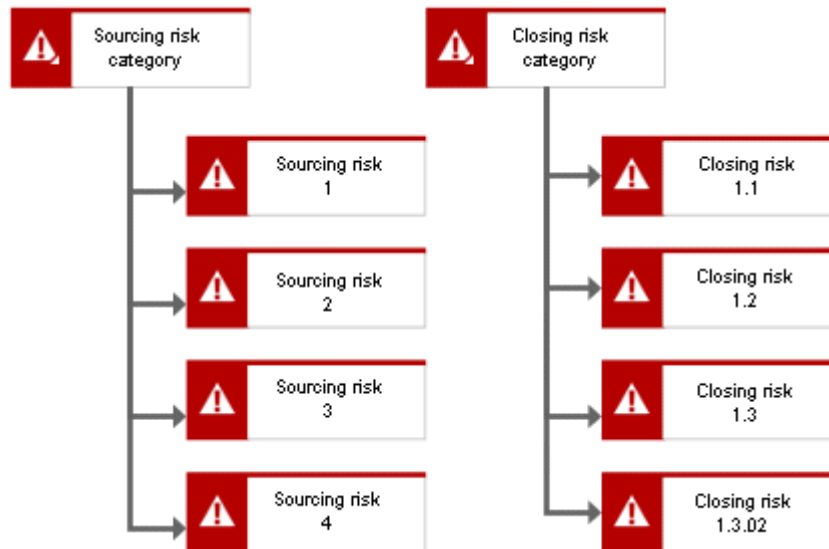 Sourcing risk
category
Sourcing risk
1
Sourcing risk
2
Sourcing risk
3
Sourcing risk
4
Closing risk
category
Closing risk
1.1
Closing risk
1.2
Closing risk
1.3
Closing risk
1.3.02